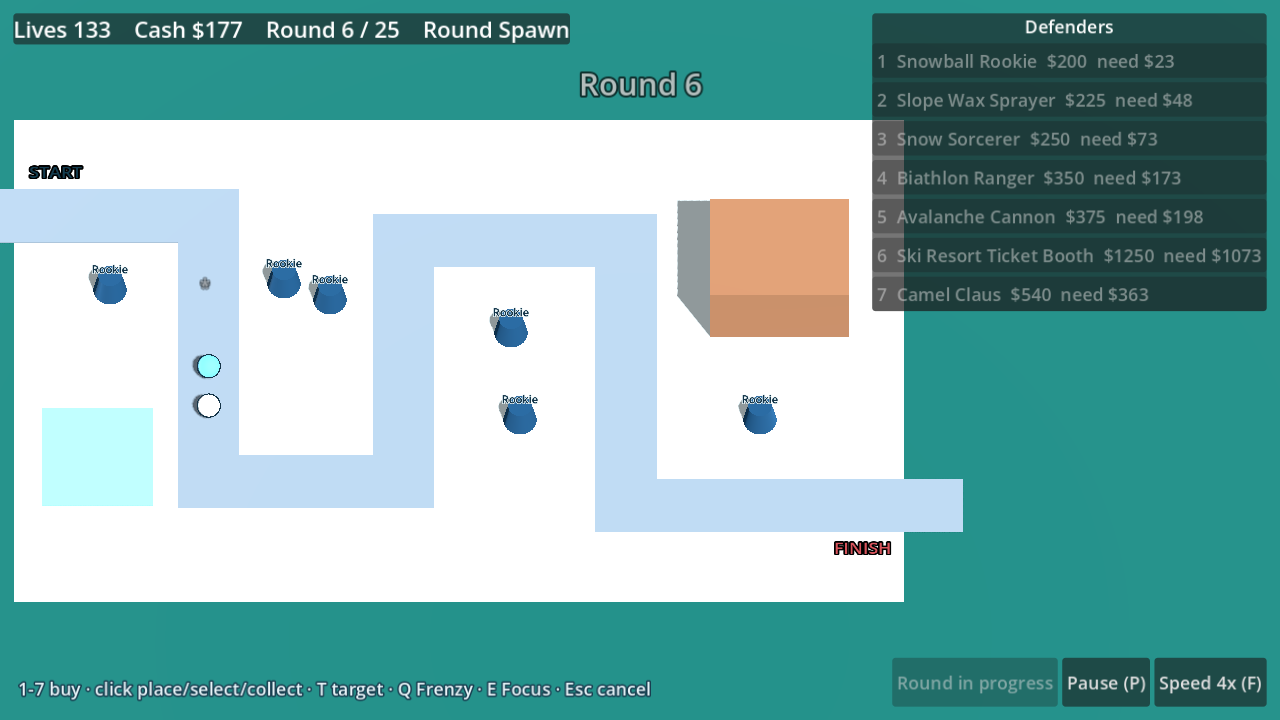 Lives 133 Cash $177 Round 6 / 25 Round Spawn
Defenders
1 Snowball Rookie $200 need $23
2 Slope Wax Sprayer $225 need $48
3 Snow Sorcerer $250 need $73
4 Biathlon Ranger $350 need $173
5 Avalanche Cannon $375 need $198
6 Ski Resort Ticket Booth $1250 need $1073
7 Camel Claus $540 need $363
Round 6
START
Rookie
Rookie
Rookie
Rookie
Rookie
Rookie
FINISH
1-7 buy · click place/select/collect · T target · Q Frenzy · E Focus · Esc cancel
Round in progress
Pause (P)
Speed 4x (F)